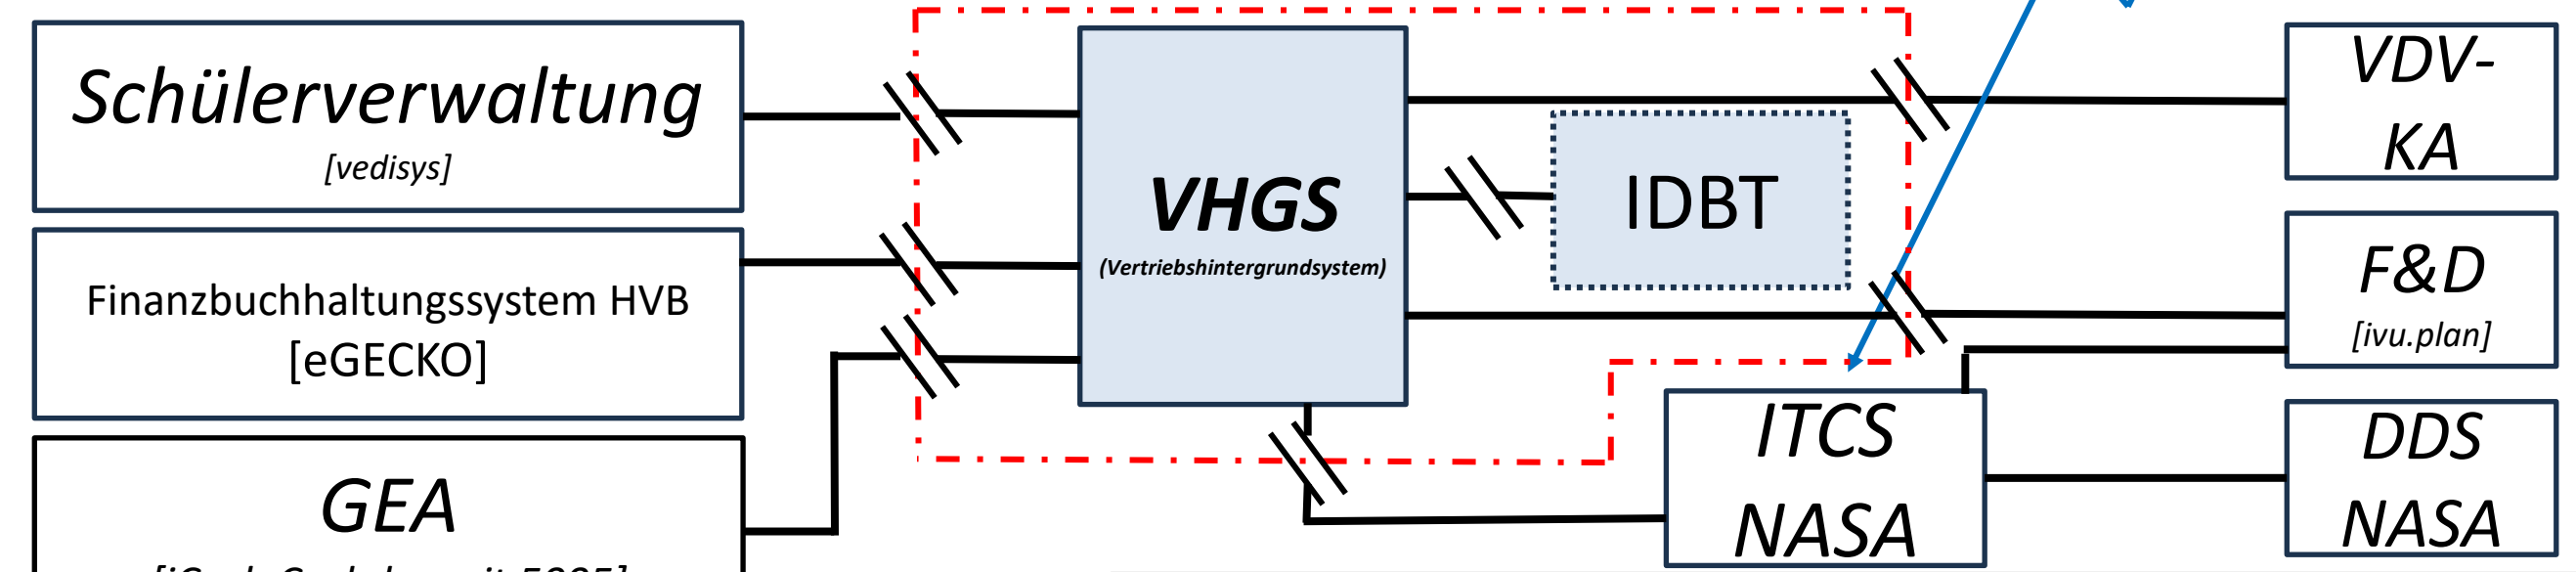 Schülerverwaltung
[vedisys]
Finanzbuchhaltungssystem HVB
[eGECKO]
GEA
VHGS
(Vertriebshintergrundsystem)
IDBT
ITCS
NASA
VDV-
KA
F&D
[ivu.plan]
DDS
NASA